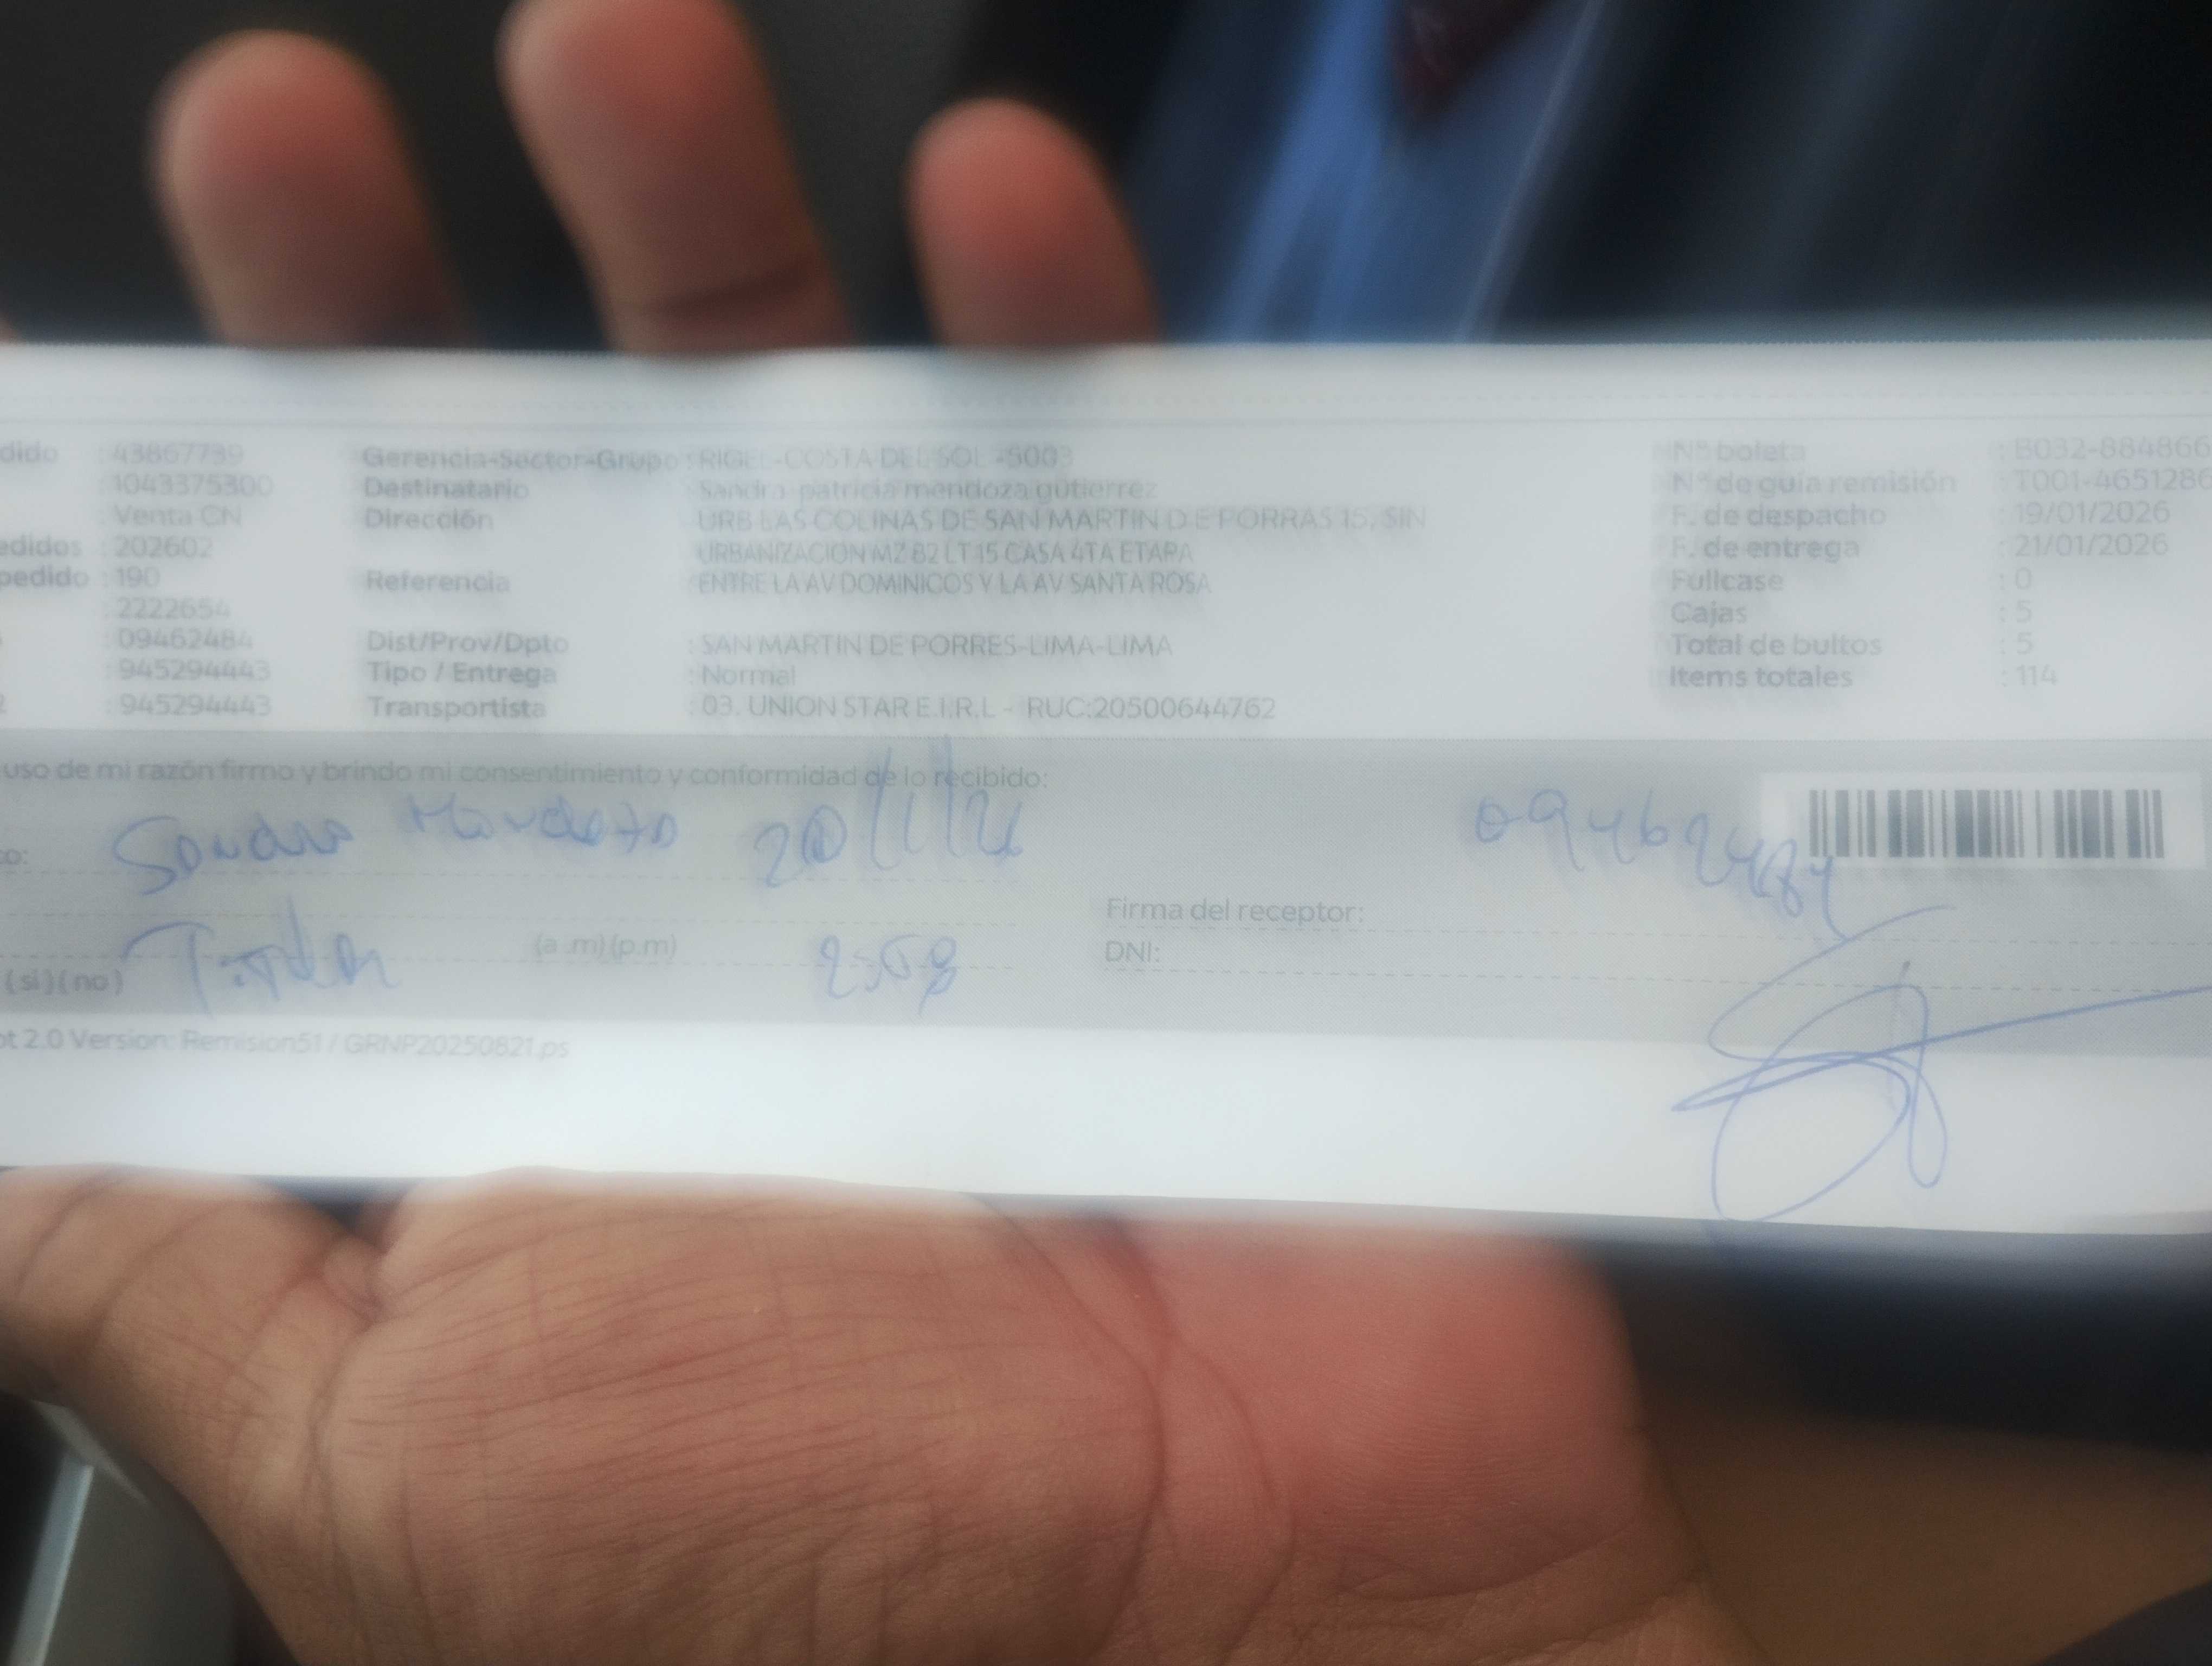 dido : 43867739 Gerencia-Sector-Grupo : RIGEL-COSTA DEL SOL -5003 N° boleta : B032-884866
: 1043375300 Destinatario : Sandra patricia mendoza gutierrez N° de guía remisión : T001-4651286
: Venta CN Dirección : URB LAS COLINAS DE SAN MARTIN D E PORRAS 15, SIN F. de despacho : 19/01/2026
edidos : 202602 URBANIZACION MZ B2 LT 15 CASA 4TA ETAPA F. de entrega : 21/01/2026
pedido : 190 Referencia : ENTRE LA AV DOMINICOS Y LA AV SANTA ROSA Fullcase : 0
: 2222654 Cajas : 5
: 09462484 Dist/Prov/Dpto : SAN MARTIN DE PORRES-LIMA-LIMA Total de bultos : 5
: 945294443 Tipo / Entrega : Normal Items totales : 114
2 : 945294443 Transportista : 03. UNION STAR E.I.R.L - RUC:20500644762
uso de mi razón firmo y brindo mi consentimiento y conformidad de lo recibido:
to: Sandra Mendoza 20/1/26 09462484
Firma del receptor:
(si)(no) (a.m)(p.m) DNI:
pt 2.0 Version: Remision51 / GRNP20250821.ps